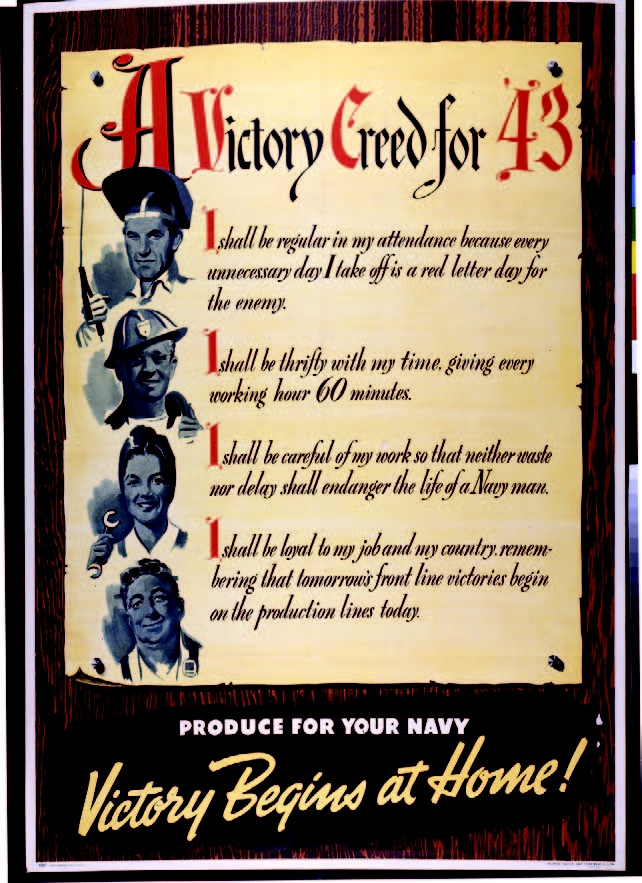 A Victory Creed for '43
I shall be regular in my attendance because every
unnecessary day I take off is a red letter day for
the enemy.
I shall be thrifty with my time, giving every
working hour 60 minutes.
I shall be careful of my work so that neither waste
nor delay shall endanger the life of a Navy man.
I shall be loyal to my job and my country, remem-
bering that tomorrow's front line victories begin
on the production lines today.
PRODUCE FOR YOUR NAVY
Victory Begins at Home!